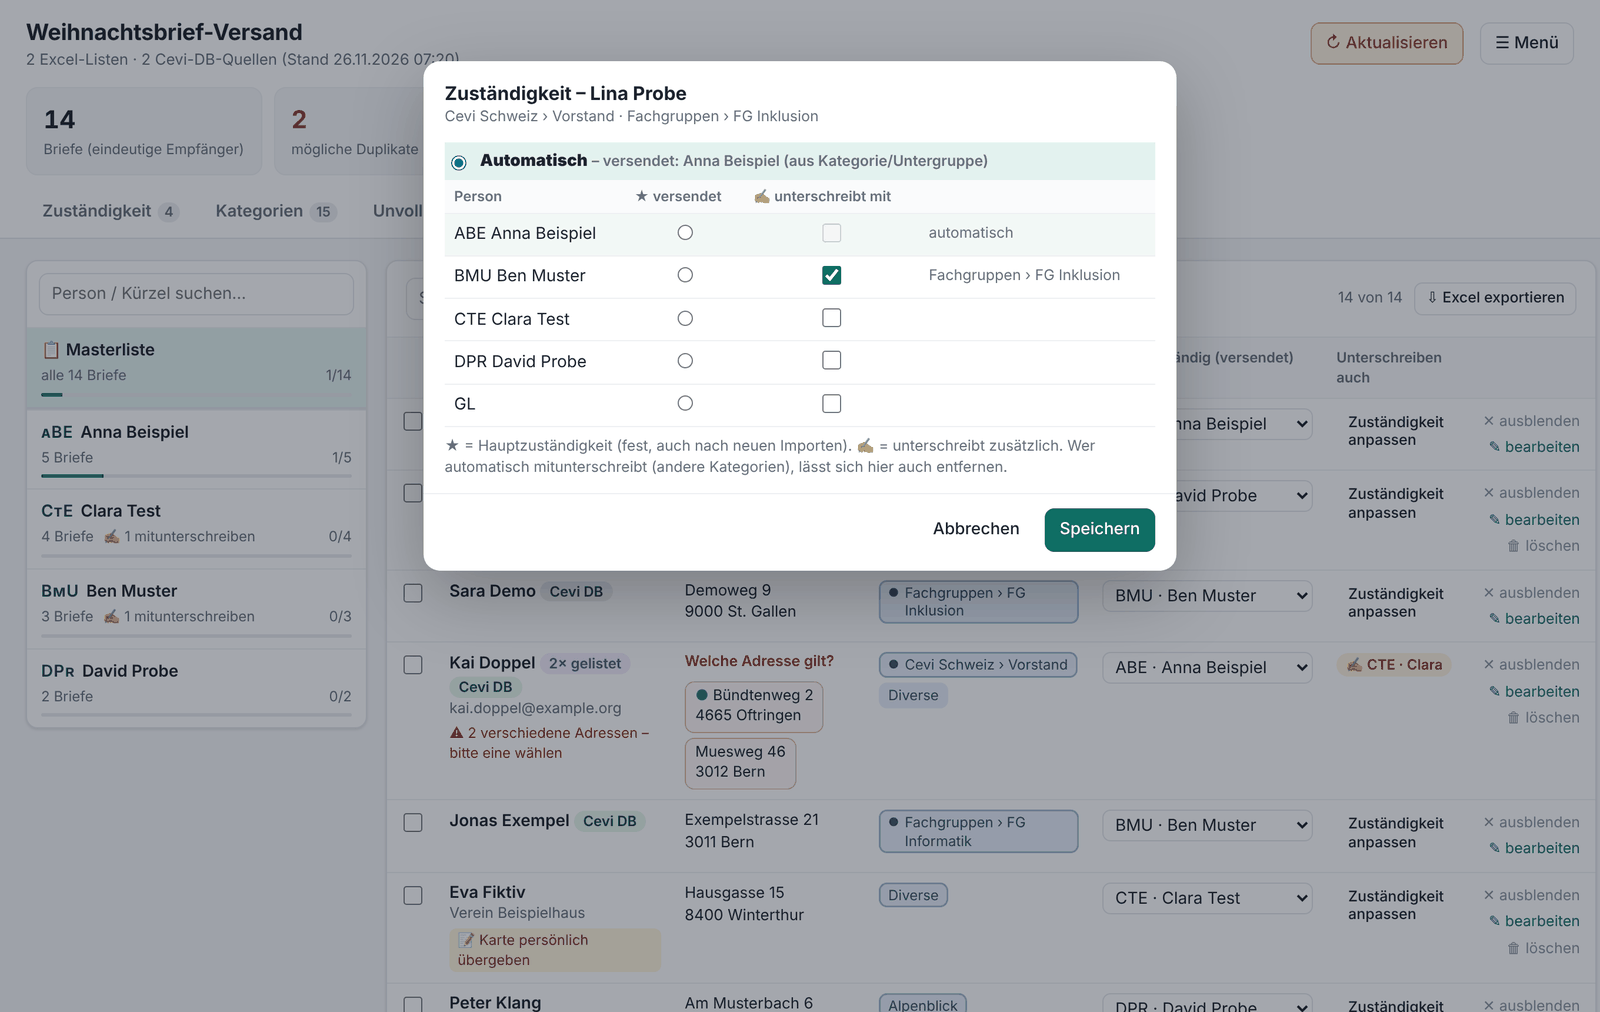 Weihnachtsbrief-Versand
2 Excel-Listen · 2 Cevi-DB-Quellen (Stand 26.11.2026 07:20)
↻ Aktualisieren
☰ Menü
14
Briefe (eindeutige Empfänger)
2
mögliche Duplikate
Zuständigkeit 4
Kategorien 15
Unvoll
Person / Kürzel suchen...
📋 Masterliste
alle 14 Briefe 1/14
ABE Anna Beispiel
5 Briefe 1/5
CTE Clara Test
4 Briefe ✍🏽 1 mitunterschreiben 0/4
BMU Ben Muster
3 Briefe ✍🏽 1 mitunterschreiben 0/3
DPR David Probe
2 Briefe 0/2
Zuständigkeit – Lina Probe
Cevi Schweiz › Vorstand · Fachgruppen › FG Inklusion
Automatisch – versendet: Anna Beispiel (aus Kategorie/Untergruppe)
Person ★ versendet ✍🏽 unterschreibt mit
ABE Anna Beispiel automatisch
BMU Ben Muster Fachgruppen › FG Inklusion
CTE Clara Test
DPR David Probe
GL
★ = Hauptzuständigkeit (fest, auch nach neuen Importen). ✍🏽 = unterschreibt zusätzlich. Wer
automatisch mitunterschreibt (andere Kategorien), lässt sich hier auch entfernen.
Abbrechen
Speichern
14 von 14
⇩ Excel exportieren
ändig (versendet)
Unterschreiben
auch
nna Beispiel
Zuständigkeit
anpassen
✕ ausblenden
✎ bearbeiten
avid Probe
Zuständigkeit
anpassen
✕ ausblenden
✎ bearbeiten
🗑 löschen
Sara Demo Cevi DB
Demoweg 9
9000 St. Gallen
● Fachgruppen › FG
Inklusion
BMU · Ben Muster
Zuständigkeit
anpassen
✕ ausblenden
✎ bearbeiten
Kai Doppel 2× gelistet
Cevi DB
kai.doppel@example.org
⚠ 2 verschiedene Adressen –
bitte eine wählen
Welche Adresse gilt?
● Bündtenweg 2
4665 Oftringen
Muesweg 46
3012 Bern
● Cevi Schweiz › Vorstand
Diverse
ABE · Anna Beispiel
✍🏽 CTE · Clara
✕ ausblenden
✎ bearbeiten
🗑 löschen
Jonas Exempel Cevi DB
Exempelstrasse 21
3011 Bern
● Fachgruppen › FG
Informatik
BMU · Ben Muster
Zuständigkeit
anpassen
✕ ausblenden
✎ bearbeiten
Eva Fiktiv
Verein Beispielhaus
📝 Karte persönlich
übergeben
Hausgasse 15
8400 Winterthur
Diverse
CTE · Clara Test
Zuständigkeit
anpassen
✕ ausblenden
✎ bearbeiten
🗑 löschen
Peter Klang
Am Musterbach 6
Alpenblick
DPR · David Probe
Zuständigkeit
✕ ausblenden